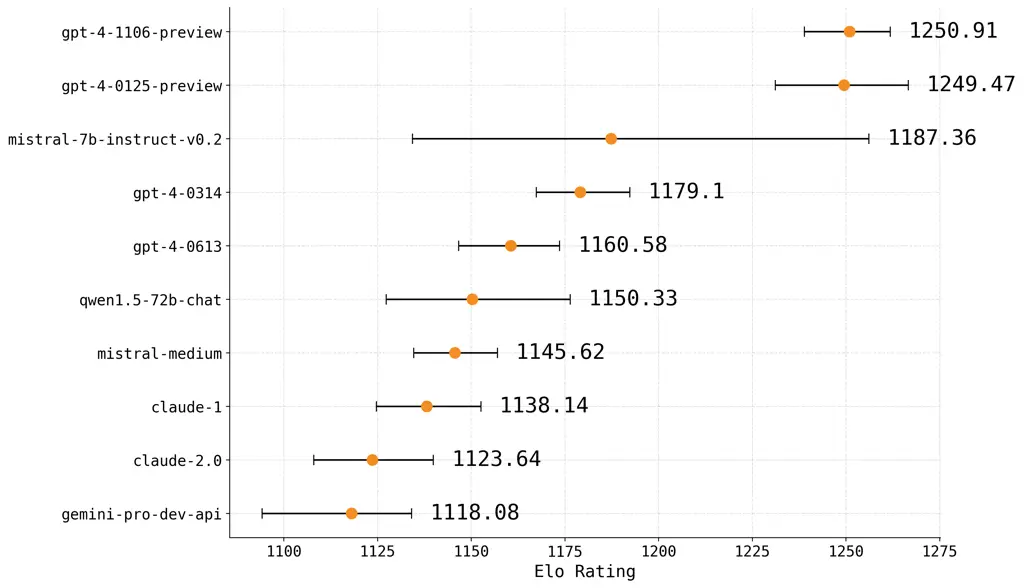 gpt-4-1106-preview 1250.91
gpt-4-0125-preview 1249.47
mistral-7b-instruct-v0.2 1187.36
gpt-4-0314 1179.1
gpt-4-0613 1160.58
qwen1.5-72b-chat 1150.33
mistral-medium 1145.62
claude-1 1138.14
claude-2.0 1123.64
gemini-pro-dev-api 1118.08
1100 1125 1150 1175 1200 1225 1250 1275
Elo Rating